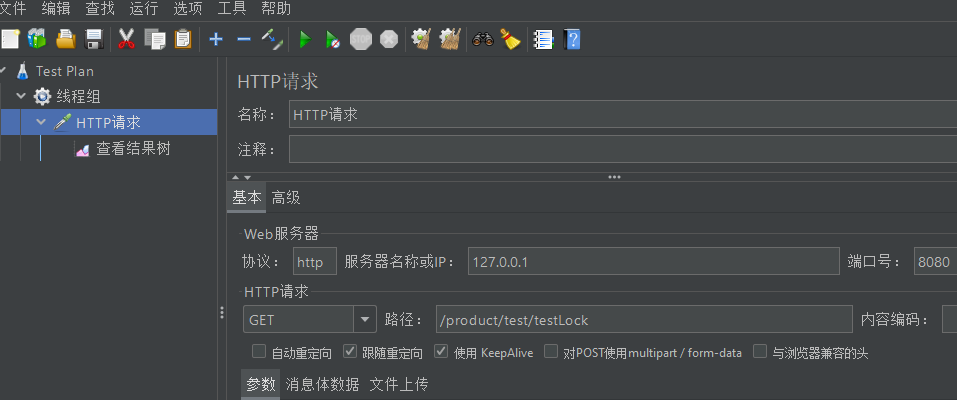 文件 编辑 查找 运行 选项 工具 帮助
STOP
?
Test Plan
线程组
HTTP请求
查看结果树
HTTP请求
名称： HTTP请求
注释：
基本 高级
Web服务器
协议： http 服务器名称或IP： 127.0.0.1 端口号： 8080
HTTP请求
GET 路径： /product/test/testLock 内容编码：
自动重定向 跟随重定向 使用 KeepAlive 对POST使用multipart / form-data 与浏览器兼容的头
参数 消息体数据 文件上传